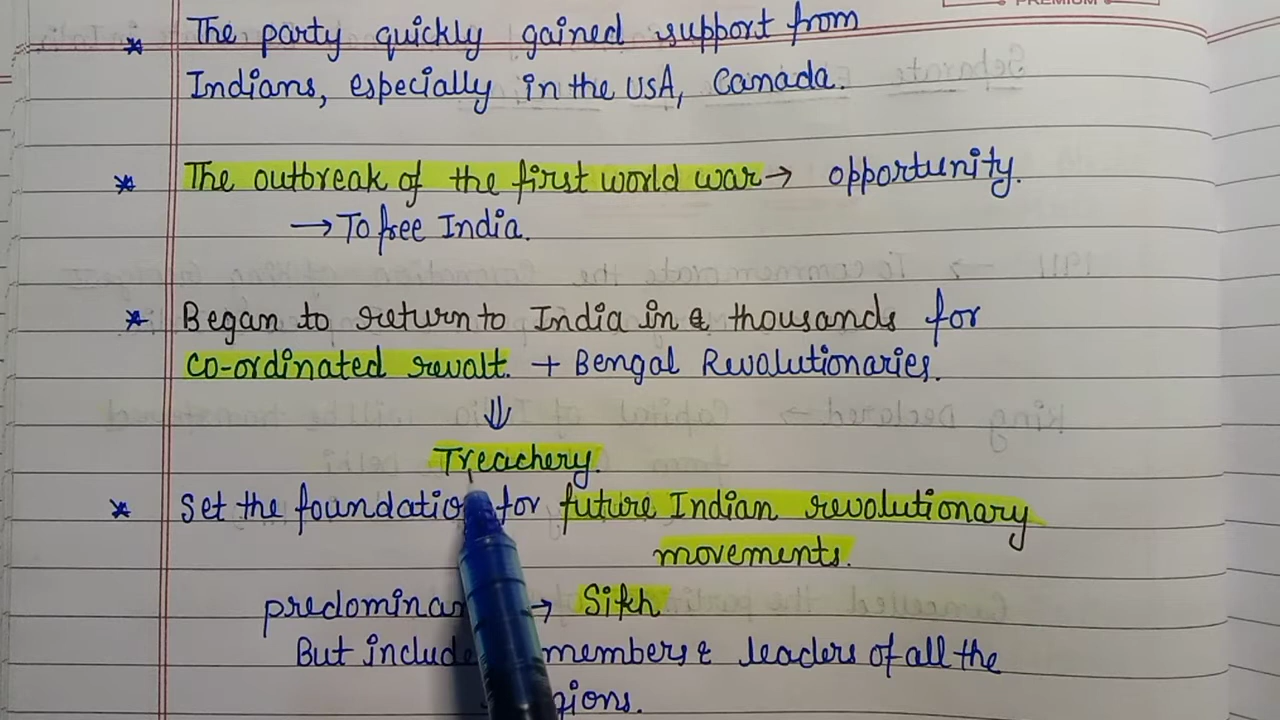 PREMIUM
* The party quickly gained support from
Indians, especially in the USA, Canada.
* The outbreak of the first world war → opportunity.
→ To free India.
* Began to return to India in thousands for
co-ordinated revolt. + Bengal Revolutionaries.
⇓
Treachery.
* Set the foundation for future Indian revolutionary
movements.
→ Sikh
But members & leaders of all the